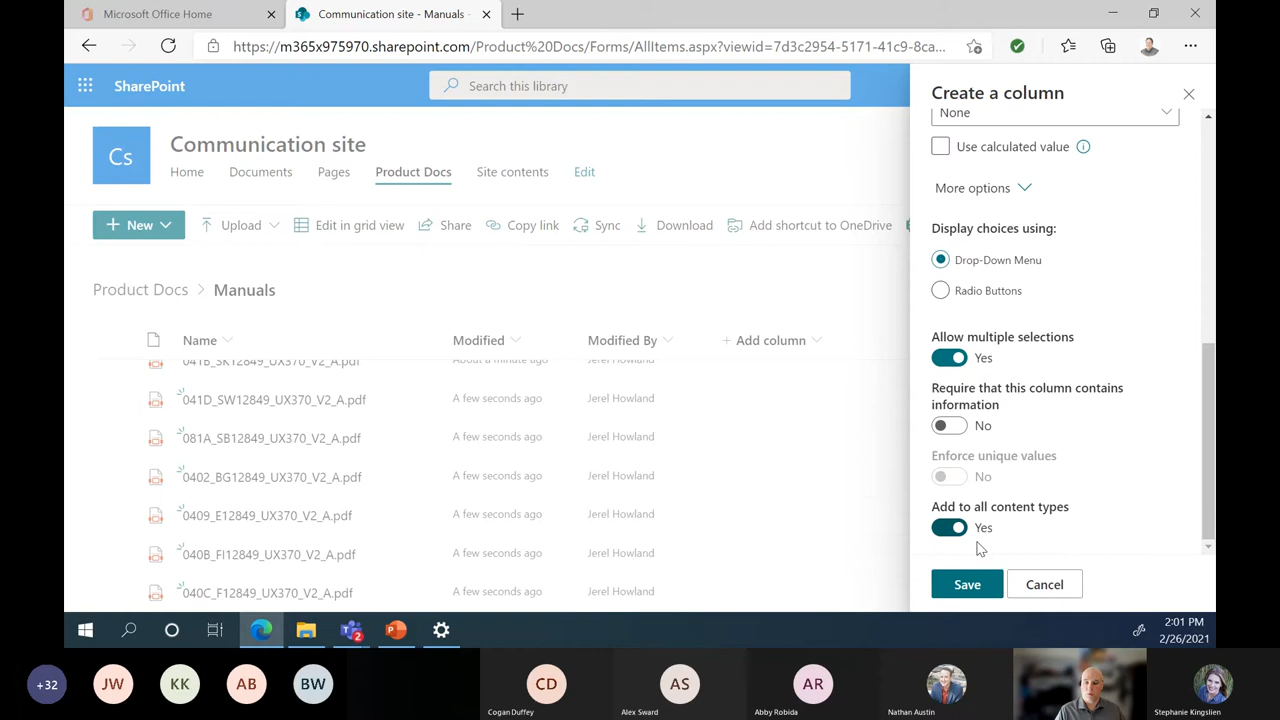 Microsoft Office Home
Communication site - Manuals -
https://m365x975970.sharepoint.com/Product%20Docs/Forms/AllItems.aspx?viewid=7d3c2954-5171-41c9-8ca...
SharePoint
Search this library
Cs
Communication site
Home Documents Pages Product Docs Site contents Edit
New Upload Edit in grid view Share Copy link Sync Download Add shortcut to OneDrive
Product Docs > Manuals
Name Modified Modified By + Add column
041B_SK12849_UX370_V2_A.pdf About a minute ago Jerel Howland
041D_SW12849_UX370_V2_A.pdf A few seconds ago Jerel Howland
081A_SB12849_UX370_V2_A.pdf A few seconds ago Jerel Howland
0402_BG12849_UX370_V2_A.pdf A few seconds ago Jerel Howland
0409_E12849_UX370_V2_A.pdf A few seconds ago Jerel Howland
040B_FI12849_UX370_V2_A.pdf A few seconds ago Jerel Howland
040C_F12849_UX370_V2_A.pdf A few seconds ago Jerel Howland
Create a column
None
Use calculated value
More options
Display choices using:
Drop-Down Menu
Radio Buttons
Allow multiple selections
Yes
Require that this column contains
information
No
Enforce unique values
No
Add to all content types
Yes
Save Cancel
2
2:01 PM
2/26/2021
+32 JW KK AB BW CD AS AR
Cogan Duffey Alex Sward Abby Robida Nathan Austin Stephanie Kingslien